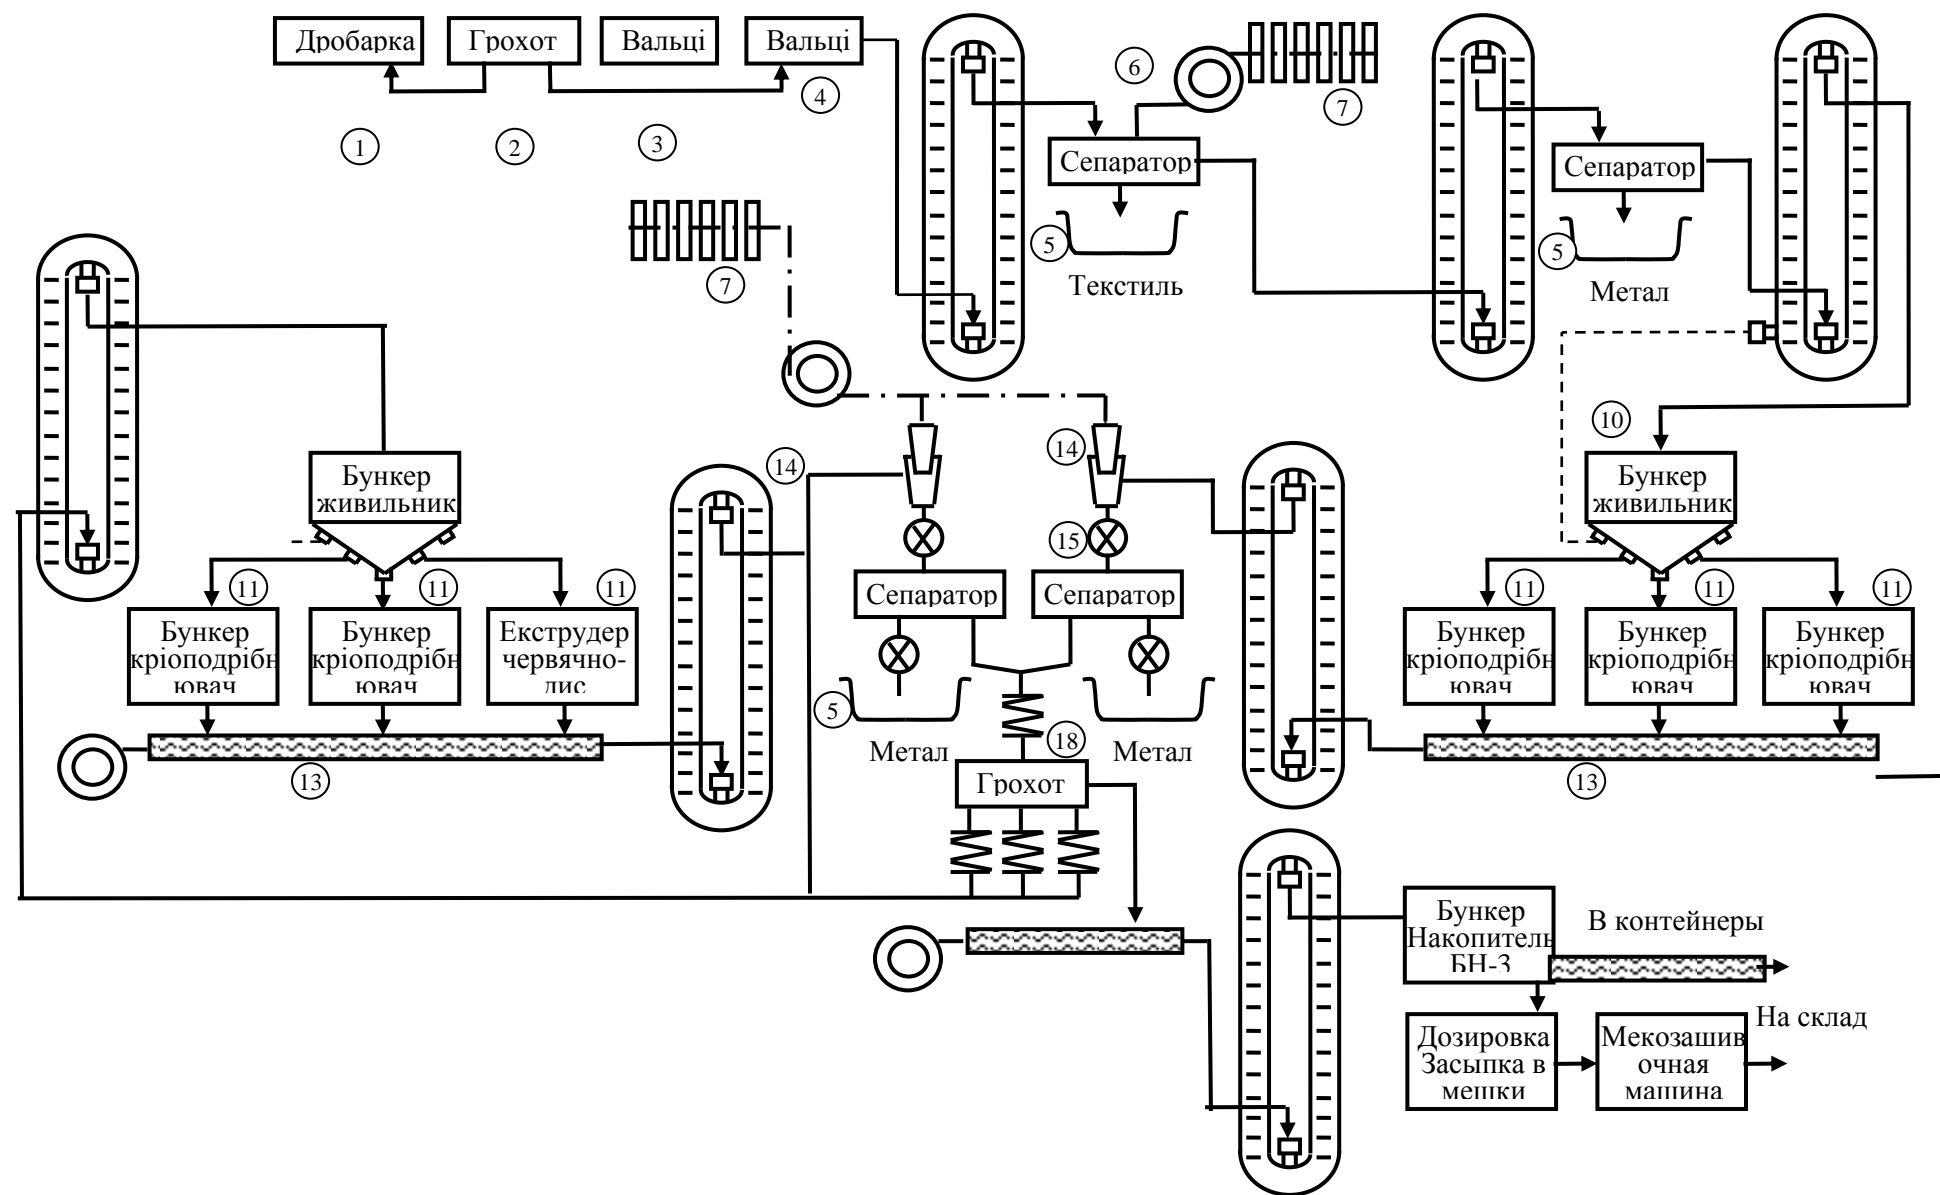 Дробарка
Грохот
Вальці
Вальці
6
4
7
1
2
3
Сепаратор
Сепаратор
5
5
7
Текстиль
Метал
10
14
14
Бункер
живильник
Бункер
живильник
15
11
11
11
Сепаратор
Сепаратор
11
11
11
Бункер
кріоподрібн
ювач
Бункер
кріоподрібн
ювач
Екструдер
червячно-
дис
Бункер
кріоподрібн
ювач
Бункер
кріоподрібн
ювач
Бункер
кріоподрібн
ювач
5
18
Метал
Метал
13
13
Грохот
Бункер
Накопитель
БН-3
В контейнеры
На склад
Дозировка
Засыпка в
мешки
Мекозашив
очная
машина